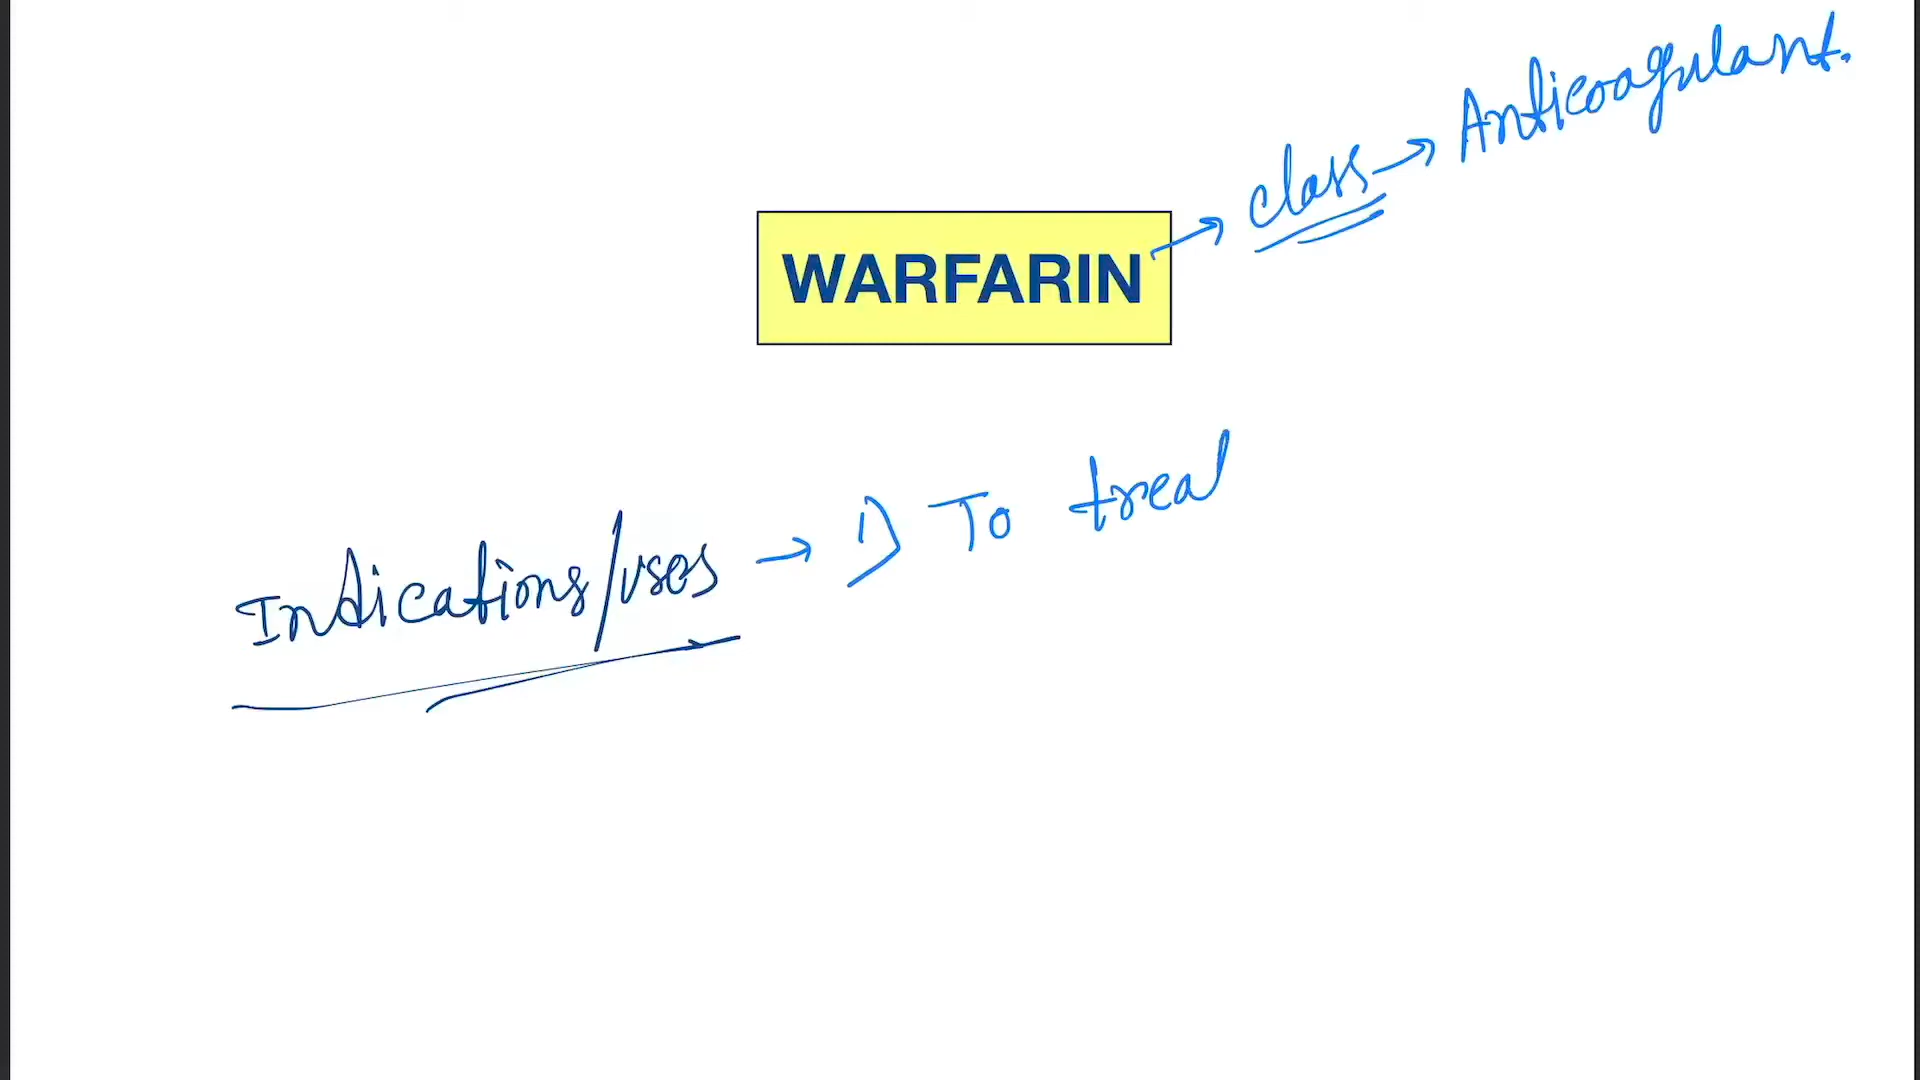 WARFARIN → class → Anticoagulant.
Indications/uses → 1) To treat